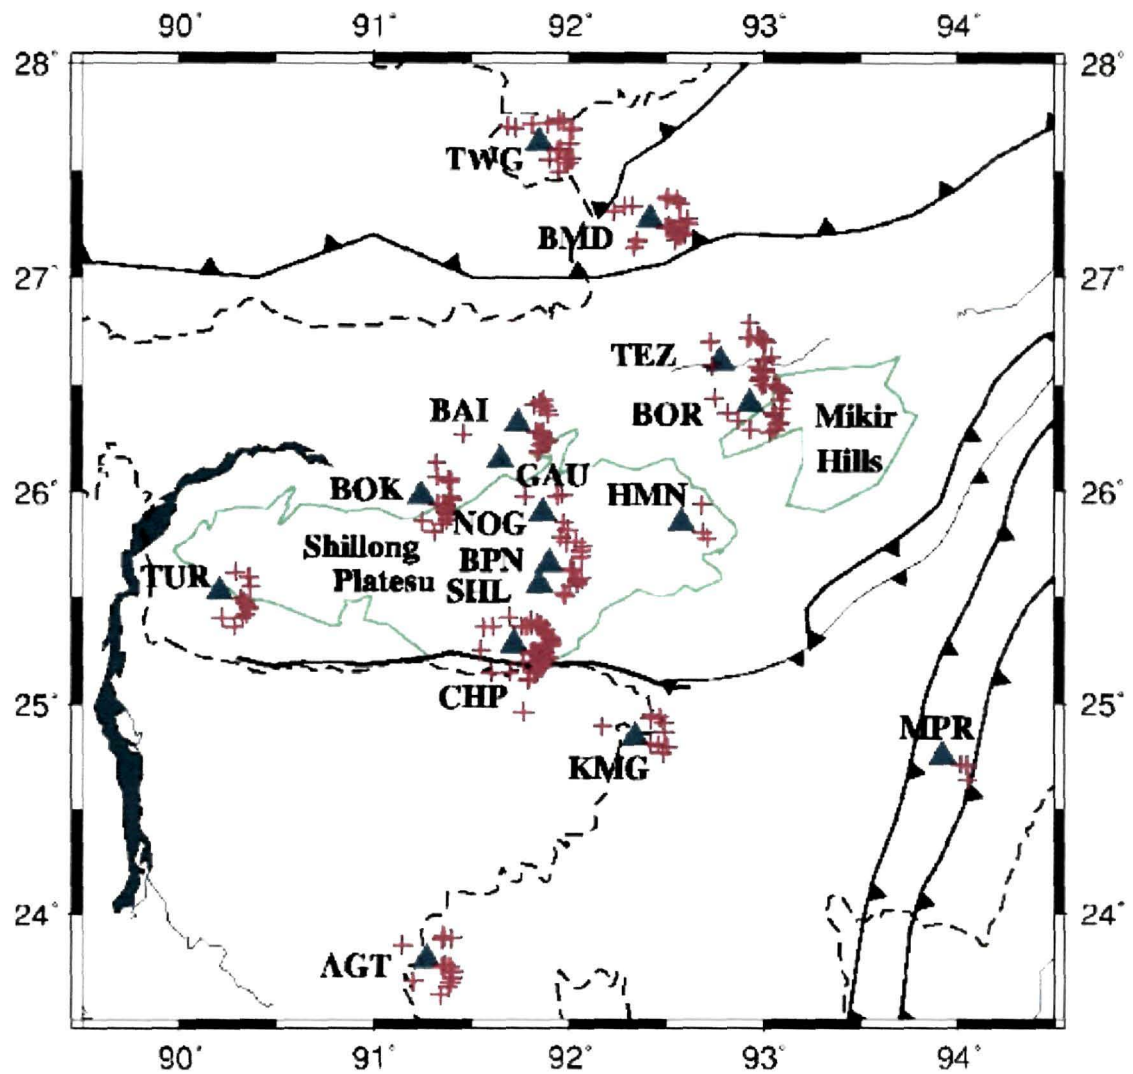 90° 91° 92° 93° 94°
28° 28°
TWG
BMD
27° 27°
TEZ
BAI BOR Mikir
Hills
26° BOK GAU HMN 26°
NOG
Shillong BPN
Platesu
TUR SHL
25° CHP 25°
MPR
KMG
24° 24°
AGT
90° 91° 92° 93° 94°